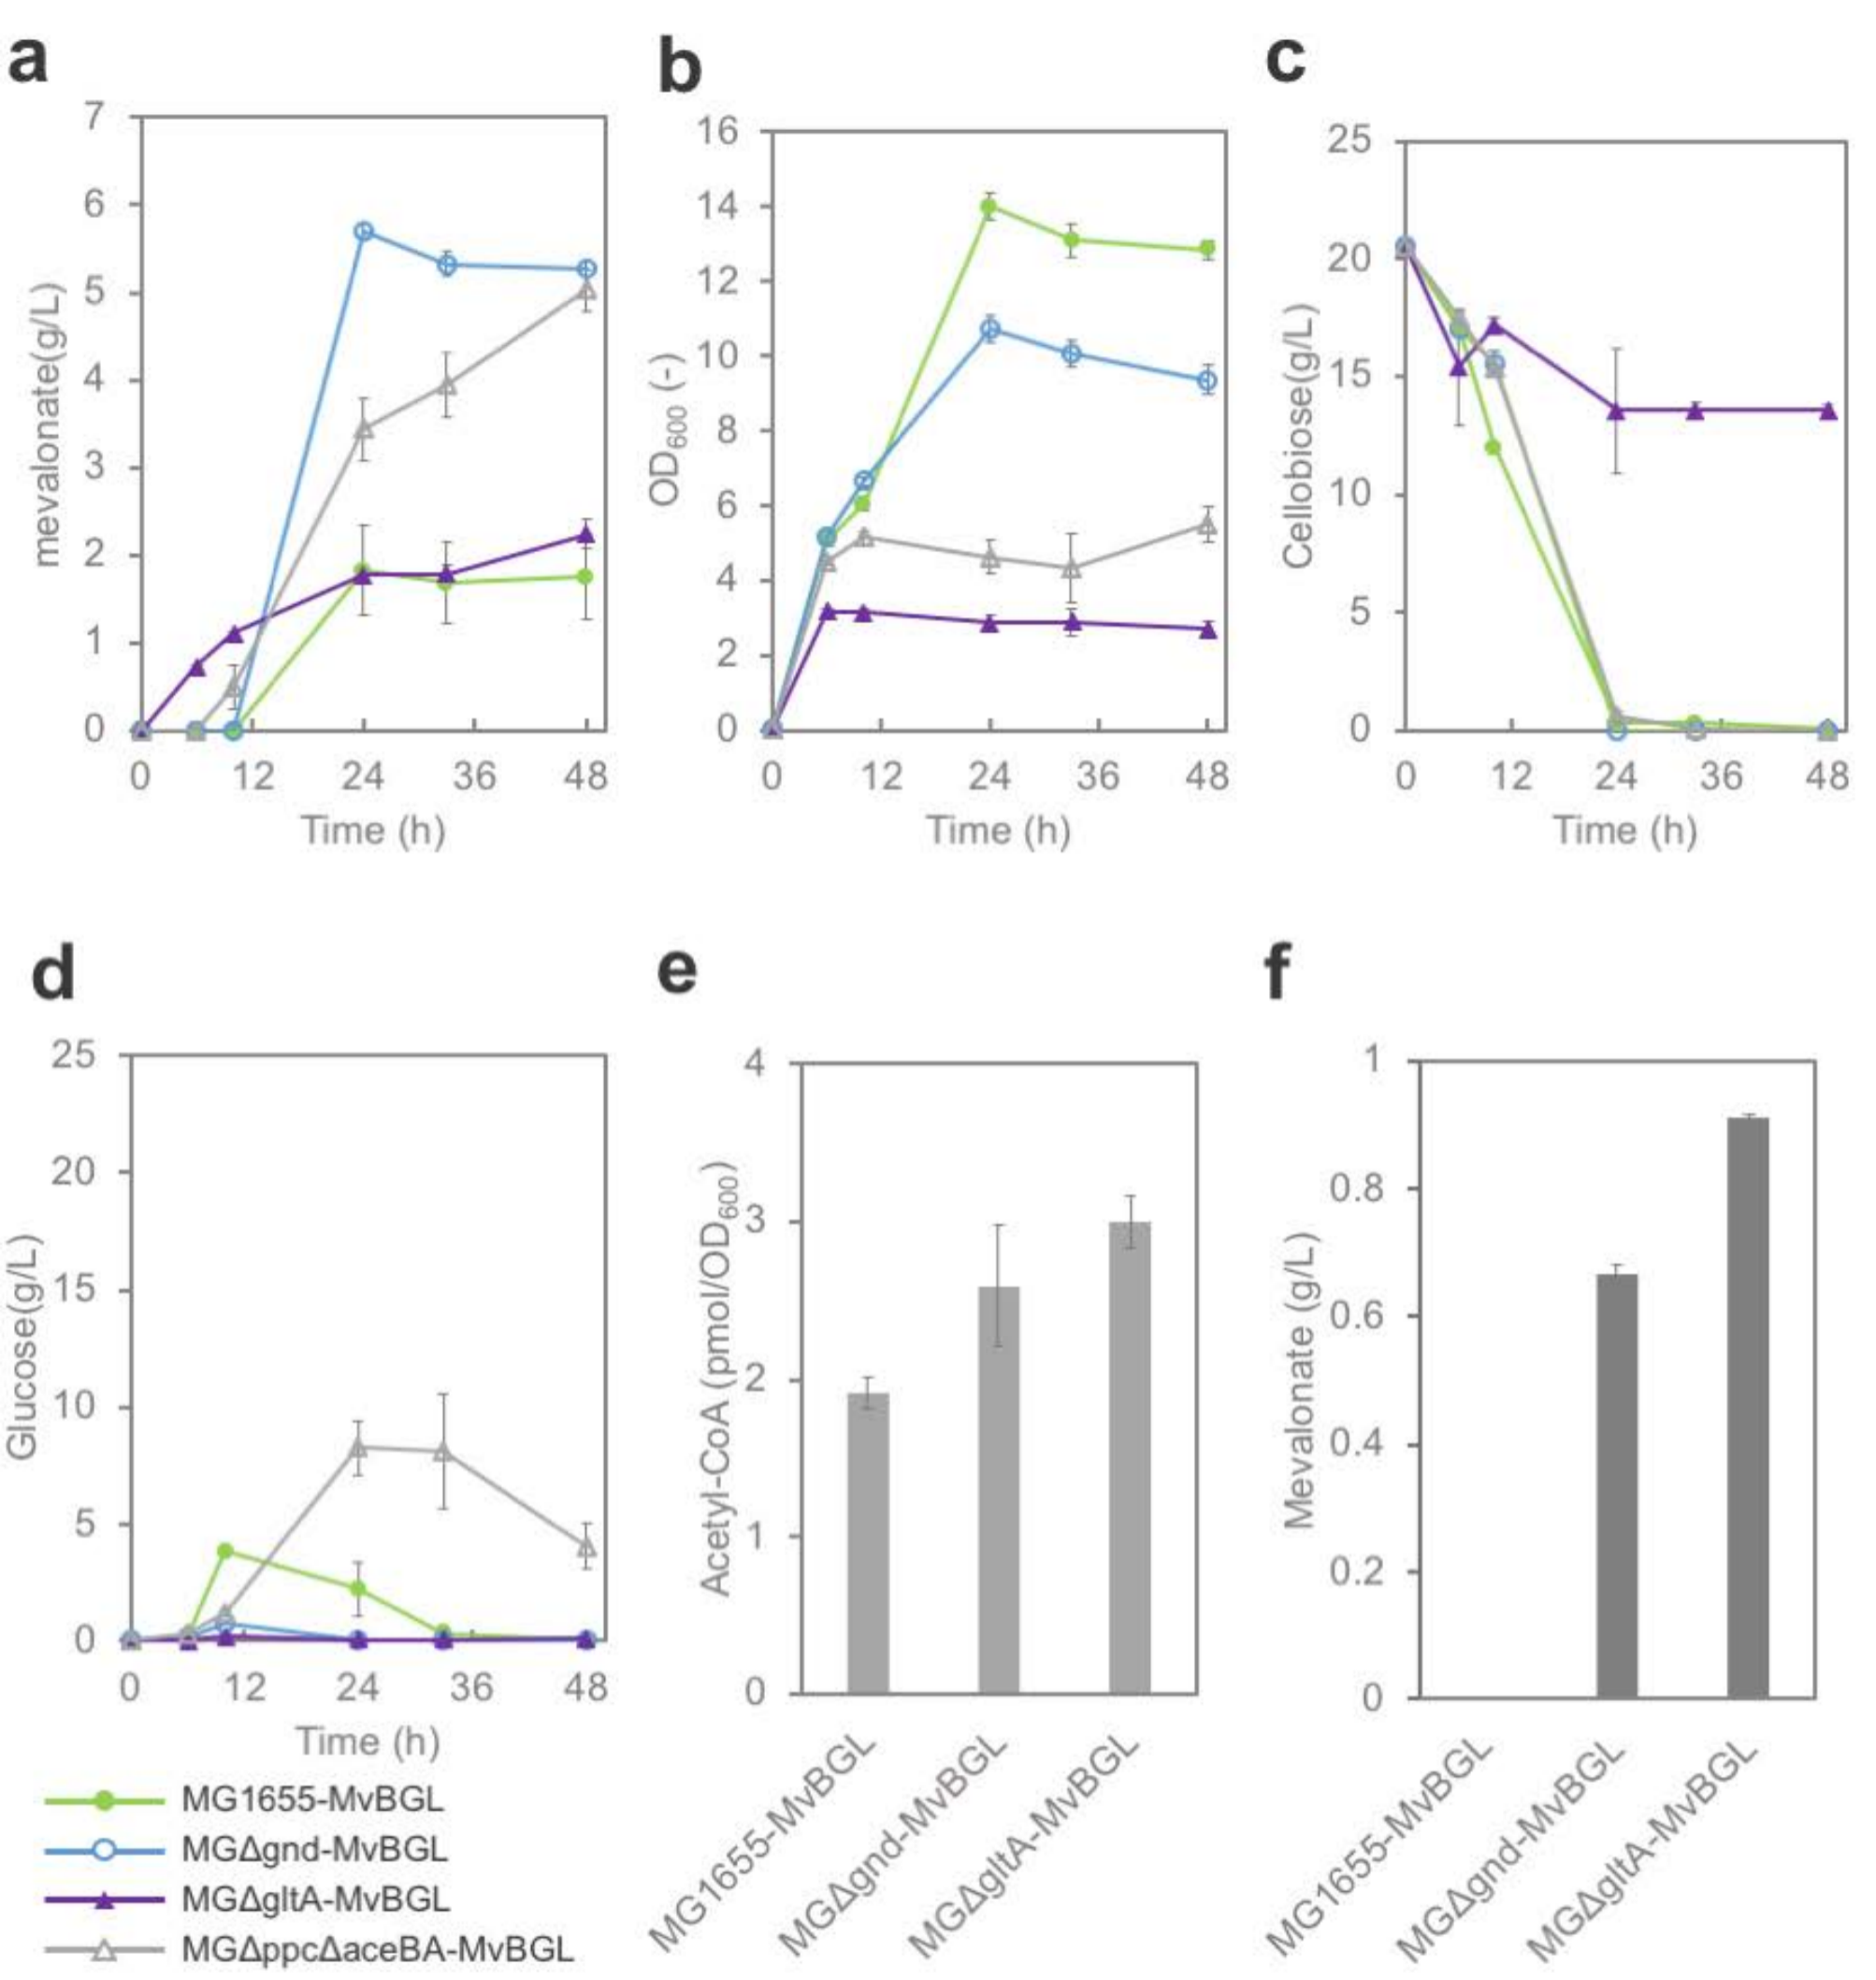 a
7
6
5
4
3
2
1
0
mevalonate(g/L)
0 12 24 36 48
Time (h)
b
16
14
12
10
8
6
4
2
0
OD600 (-)
0 12 24 36 48
Time (h)
c
25
20
15
10
5
0
Cellobiose(g/L)
0 12 24 36 48
Time (h)
d
25
20
15
10
5
0
Glucose(g/L)
0 12 24 36 48
Time (h)
MG1655-MvBGL
MGΔgnd-MvBGL
MGΔgltA-MvBGL
MGΔppcΔaceBA-MvBGL
e
4
3
2
1
0
Acetyl-CoA (pmol/OD600)
MG1655-MvBGL
MGΔgnd-MvBGL
MGΔgltA-MvBGL
f
1
0.8
0.6
0.4
0.2
0
Mevalonate (g/L)
MG1655-MvBGL
MGΔgnd-MvBGL
MGΔgltA-MvBGL